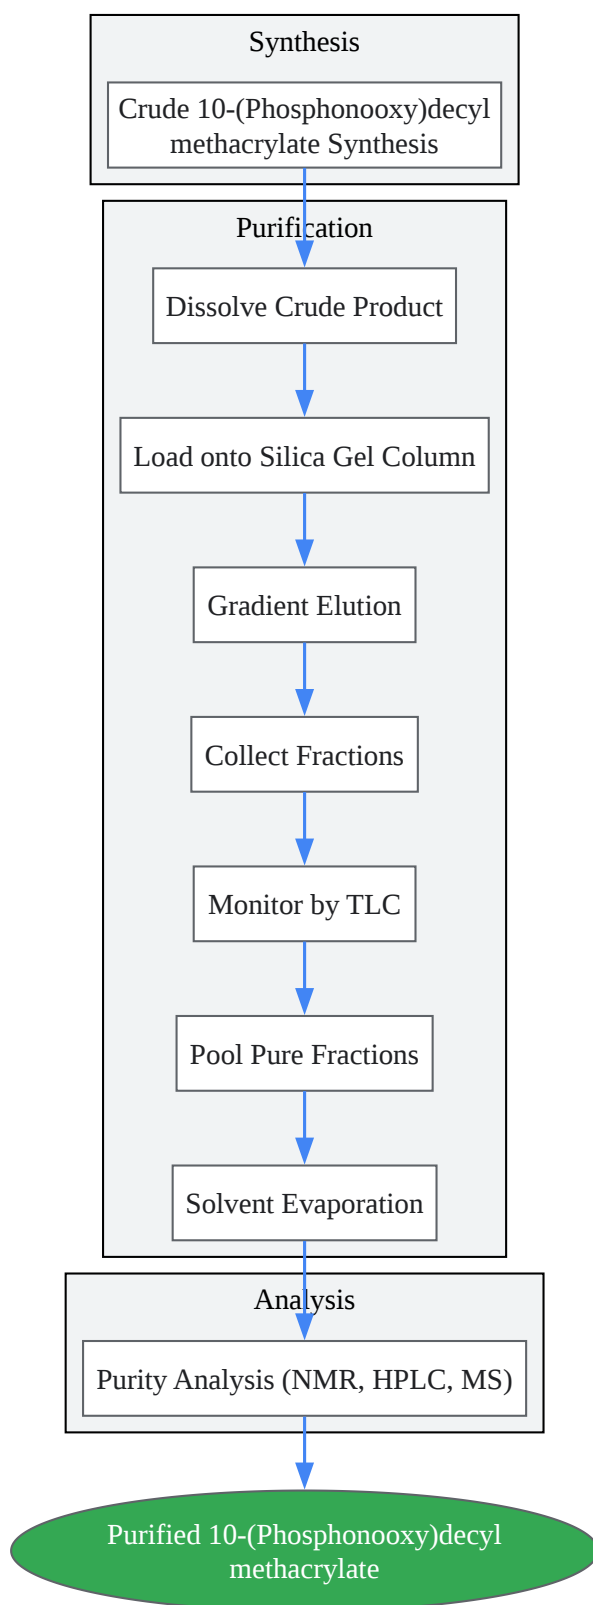 Synthesis
Crude 10-(Phosphonooxy)decyl
methacrylate Synthesis
Purification
Dissolve Crude Product
Load onto Silica Gel Column
Gradient Elution
Collect Fractions
Monitor by TLC
Pool Pure Fractions
Solvent Evaporation
Analysis
Purity Analysis (NMR, HPLC, MS)
Purified 10-(Phosphonooxy)decyl
methacrylate